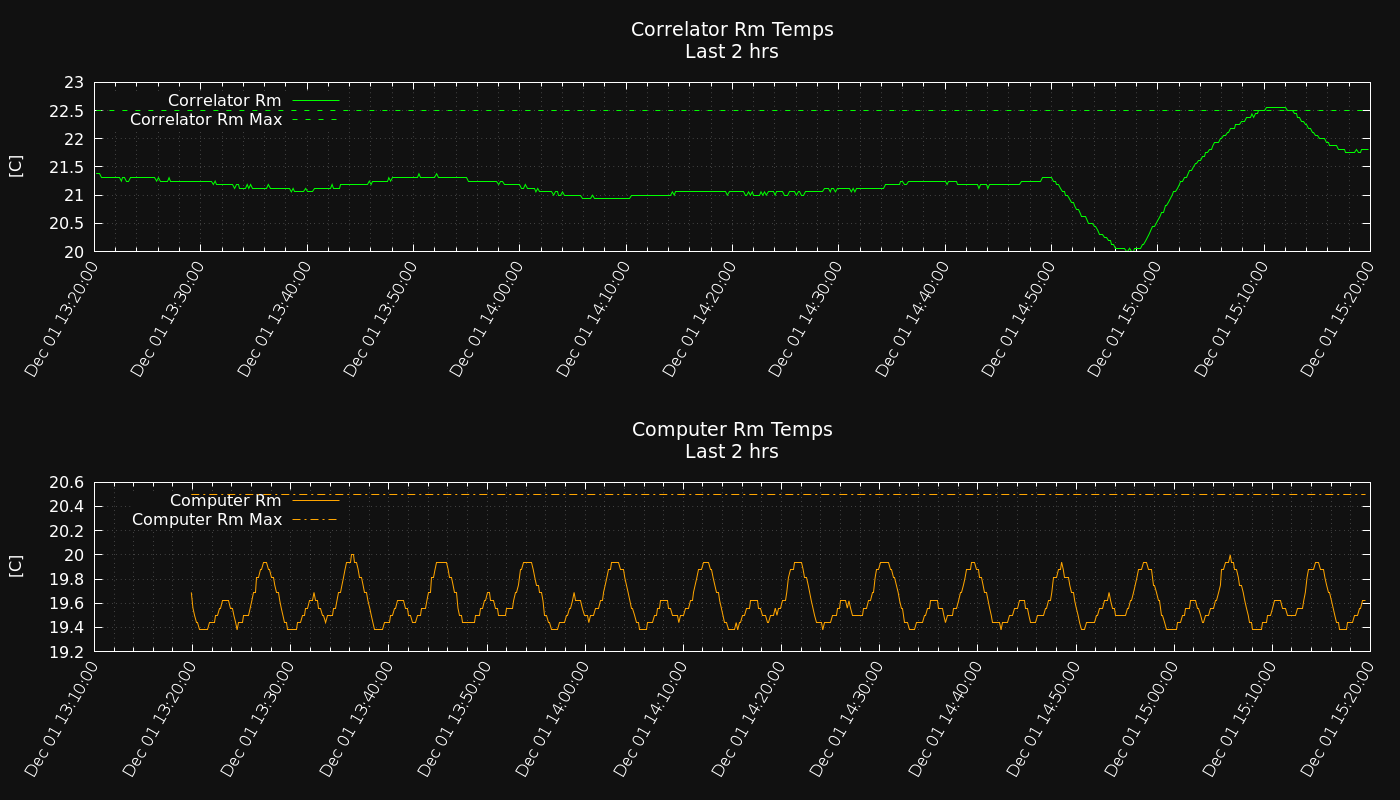 Correlator Rm Temps
Last 2 hrs
23
22.5
22
21.5
21
20.5
20
[C]
Correlator Rm
Correlator Rm Max
Dec 01 13:20:00
Dec 01 13:30:00
Dec 01 13:40:00
Dec 01 13:50:00
Dec 01 14:00:00
Dec 01 14:10:00
Dec 01 14:20:00
Dec 01 14:30:00
Dec 01 14:40:00
Dec 01 14:50:00
Dec 01 15:00:00
Dec 01 15:10:00
Dec 01 15:20:00
Computer Rm Temps
Last 2 hrs
20.6
20.4
20.2
20
19.8
19.6
19.4
19.2
[C]
Computer Rm
Computer Rm Max
Dec 01 13:10:00
Dec 01 13:20:00
Dec 01 13:30:00
Dec 01 13:40:00
Dec 01 13:50:00
Dec 01 14:00:00
Dec 01 14:10:00
Dec 01 14:20:00
Dec 01 14:30:00
Dec 01 14:40:00
Dec 01 14:50:00
Dec 01 15:00:00
Dec 01 15:10:00
Dec 01 15:20:00